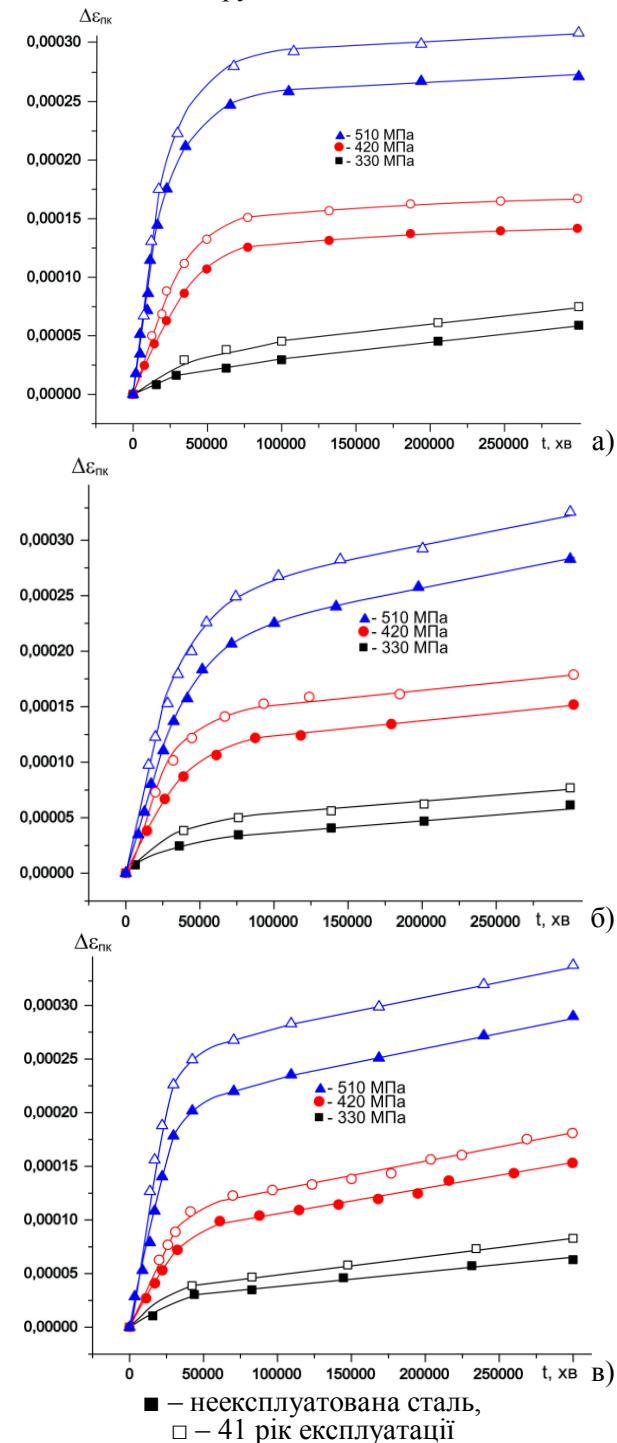 Δεпк
0,00030
0,00025
0,00020
0,00015
0,00010
0,00005
0,00000
▲- 510 МПа
●- 420 МПа
■- 330 МПа
0 50000 100000 150000 200000 250000 t, хв а)
Δεпк
0,00030
0,00025
0,00020
0,00015
0,00010
0,00005
0,00000
▲- 510 МПа
●- 420 МПа
■- 330 МПа
0 50000 100000 150000 200000 250000 t, хв б)
Δεпк
0,00030
0,00025
0,00020
0,00015
0,00010
0,00005
0,00000
▲- 510 МПа
●- 420 МПа
■- 330 МПа
0 50000 100000 150000 200000 250000 t, хв в)
■ – неексплуатована сталь,
□ – 41 рік експлуатації